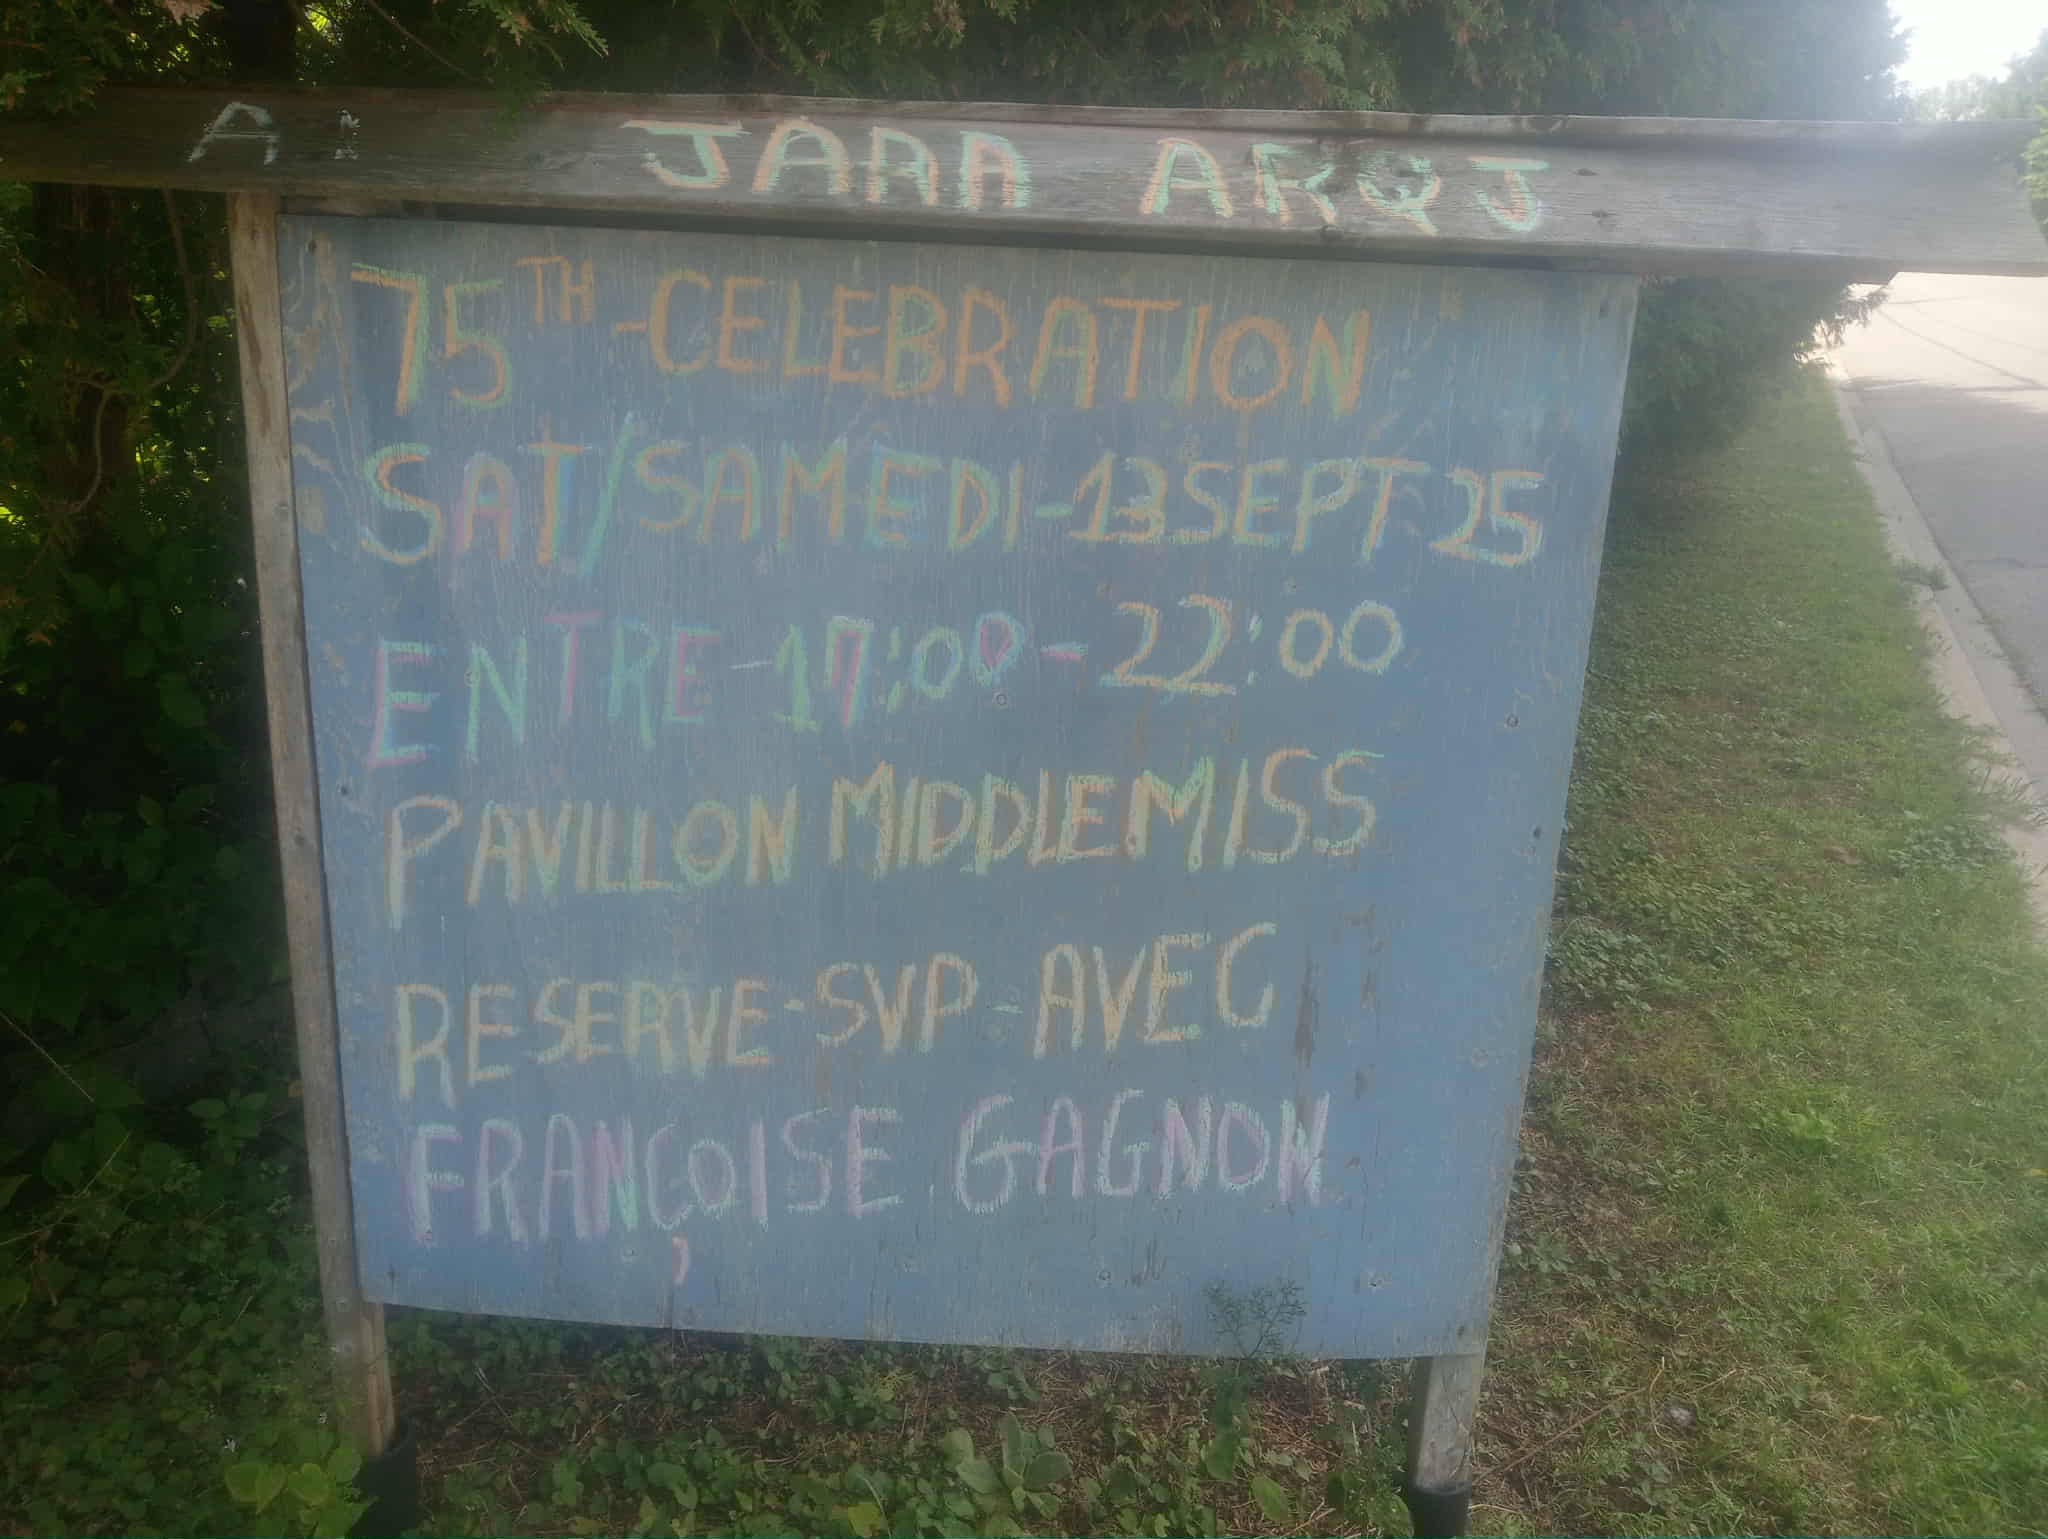 JAAA ARQJ
75TH-CELEBRATION
SAT/SAMEDI-13 SEPT 25
ENTRE-17:00-22:00
PAVILLON MIDDLEMISS
RESERVE-SVP-AVEC
FRANÇOISE GAGNON